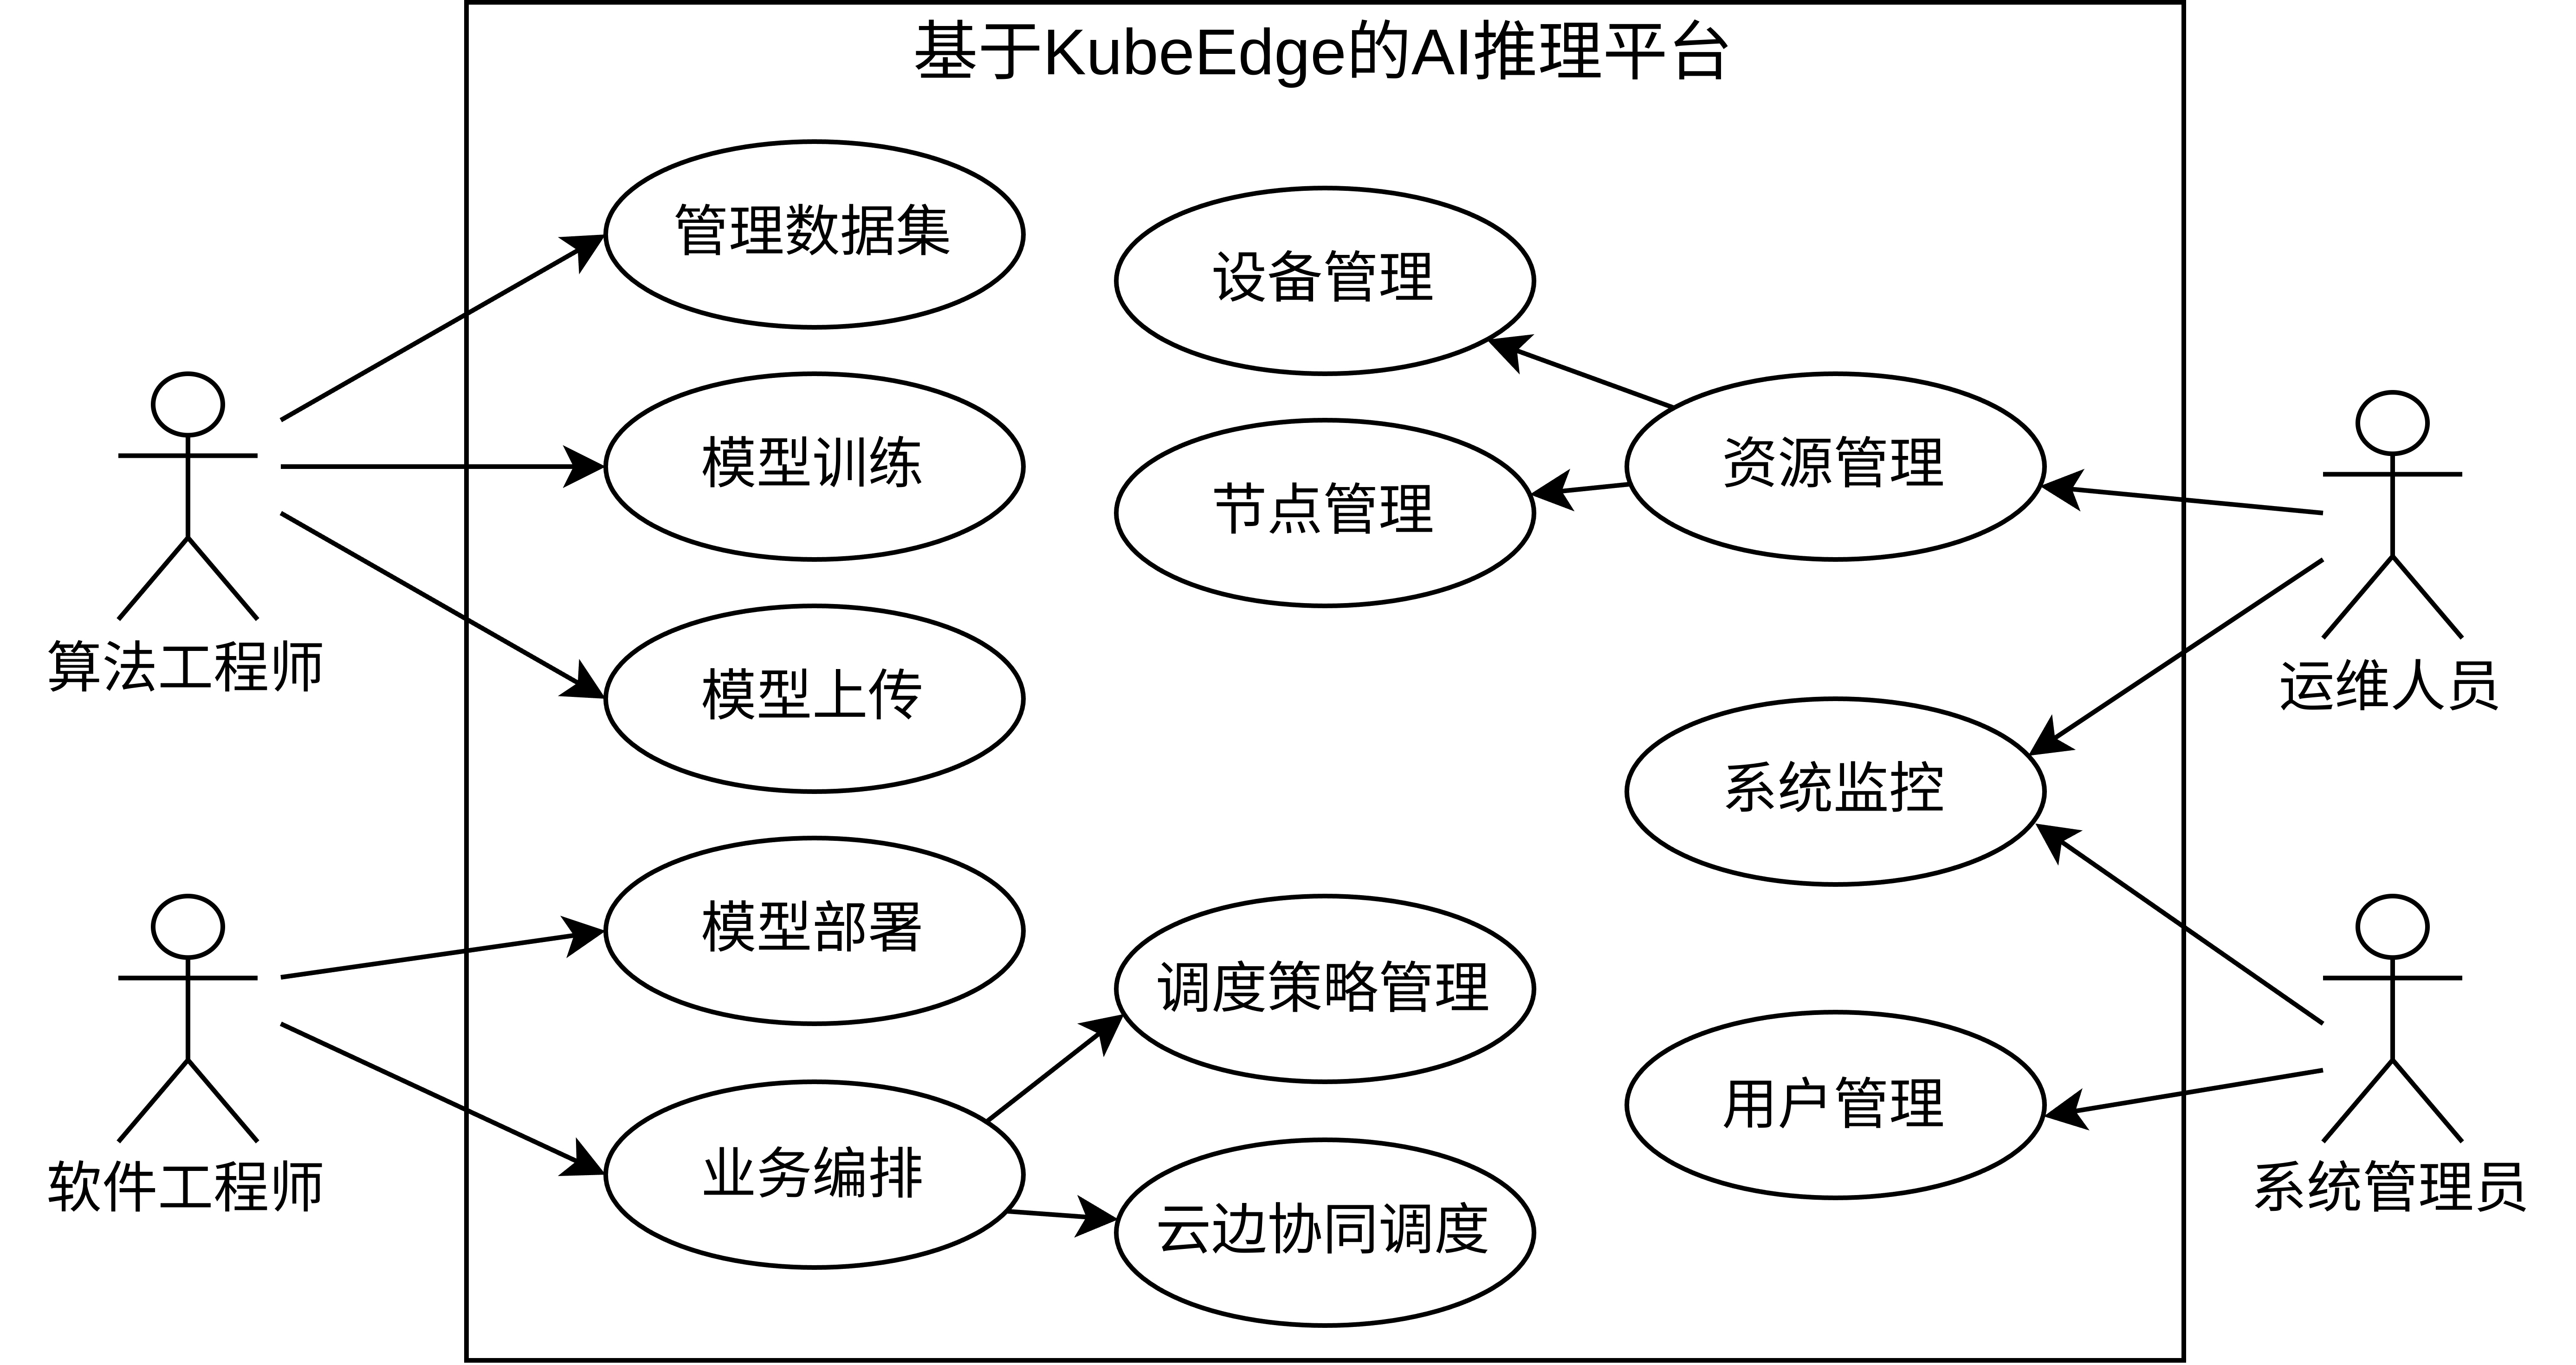 基于KubeEdge的AI推理平台
管理数据集
设备管理
模型训练
资源管理
节点管理
算法工程师
模型上传
运维人员
系统监控
模型部署
调度策略管理
用户管理
软件工程师
业务编排
系统管理员
云边协同调度